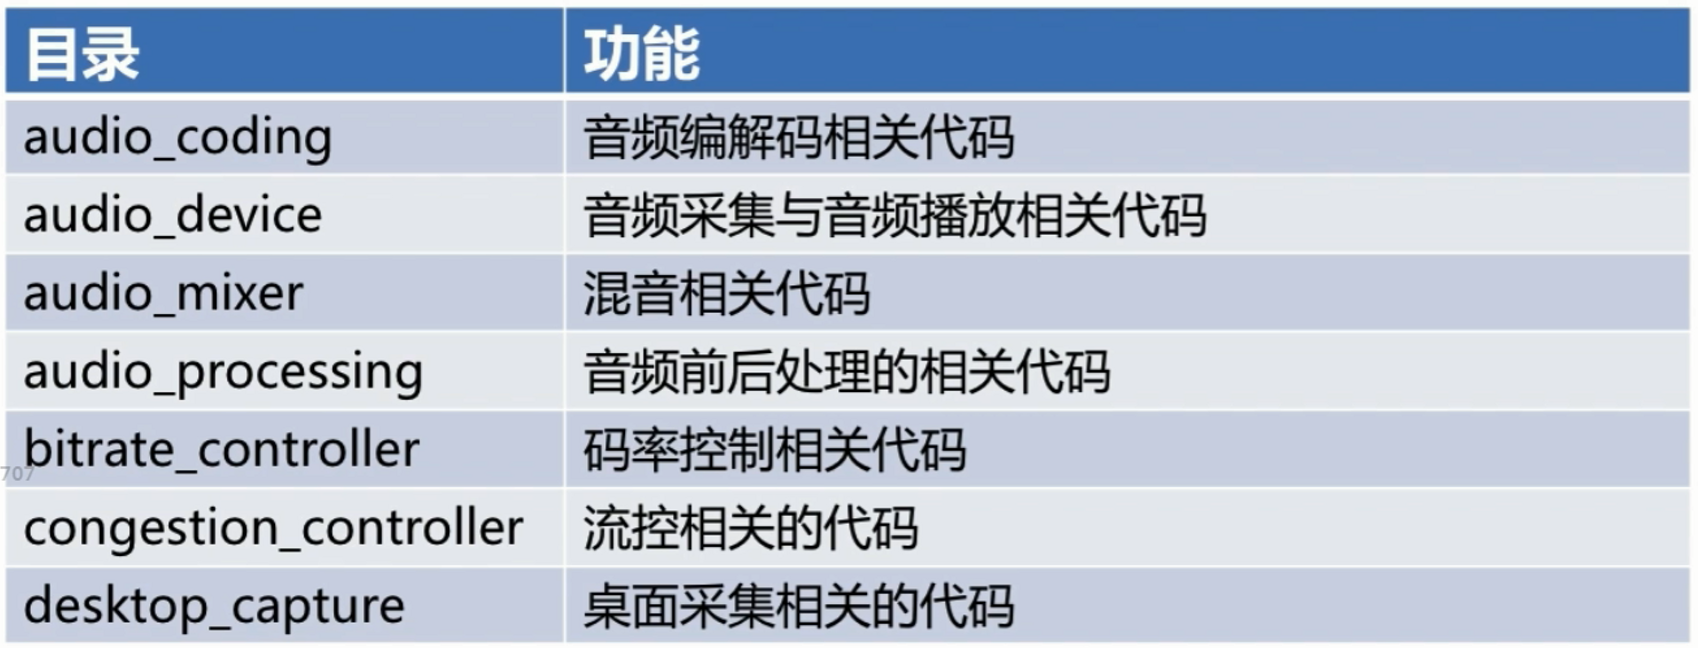 目录 功能
audio_coding 音频编解码相关代码
audio_device 音频采集与音频播放相关代码
audio_mixer 混音相关代码
audio_processing 音频前后处理的相关代码
bitrate_controller 码率控制相关代码
707
congestion_controller 流控相关的代码
desktop_capture 桌面采集相关的代码